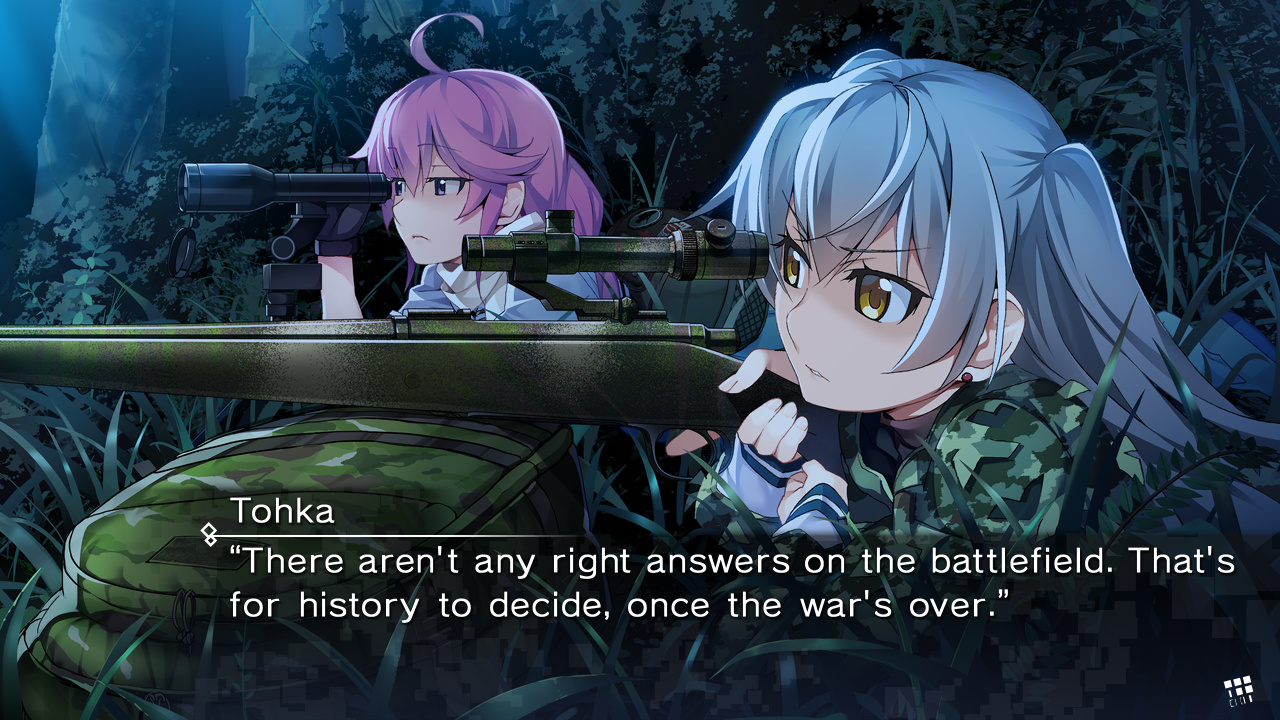 Tohka
“There aren't any right answers on the battlefield. That's
for history to decide, once the war's over.”